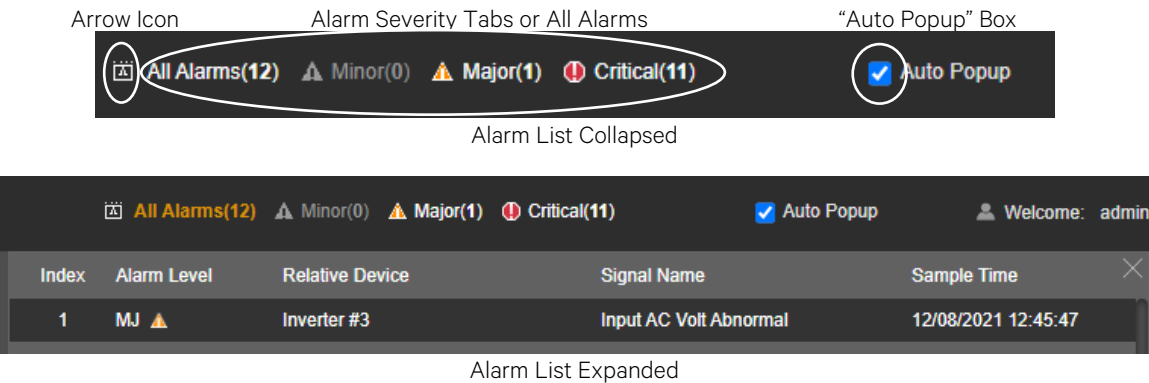 Arrow Icon Alarm Severity Tabs or All Alarms “Auto Popup” Box
All Alarms(12) Minor(0) Major(1) Critical(11) Auto Popup
Alarm List Collapsed
All Alarms(12) Minor(0) Major(1) Critical(11) Auto Popup Welcome: admin
Index Alarm Level Relative Device Signal Name Sample Time
1 MJ Inverter #3 Input AC Volt Abnormal 12/08/2021 12:45:47
Alarm List Expanded